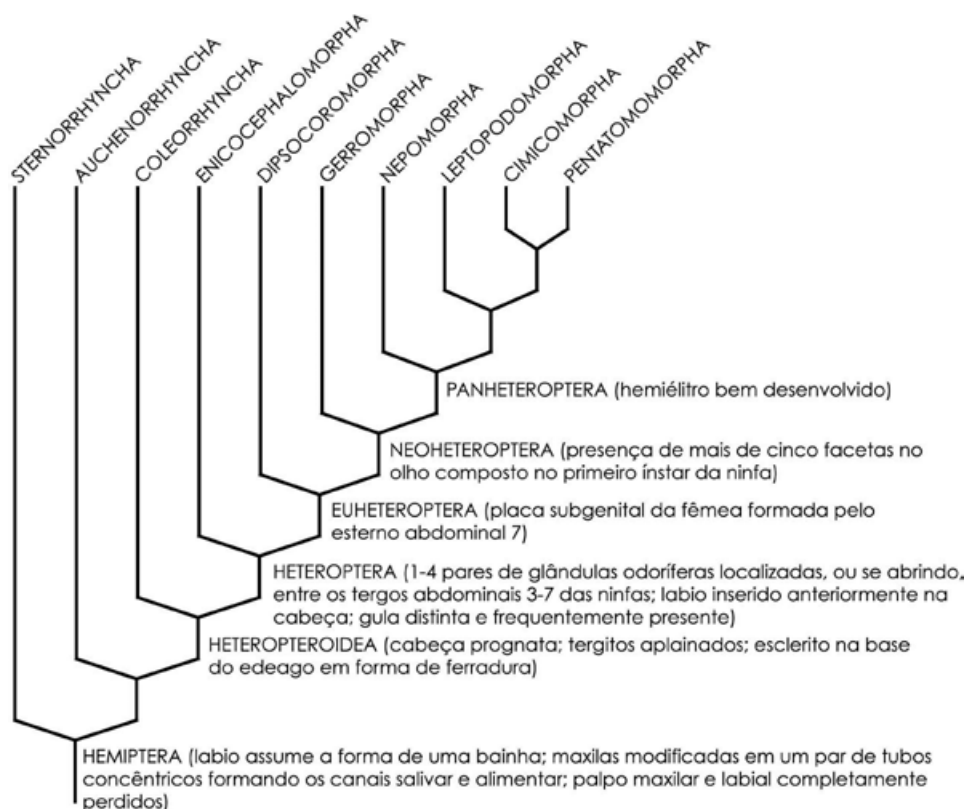 STERNORRHYNCHA
AUCHENORRHYNCHA
COLEORRHYNCHA
ENICOCEPHALOMORPHA
DIPSOCOROMORPHA
GERROMORPHA
NEPOMORPHA
LEPTOPODOMORPHA
CIMICOMORPHA
PENTATOMOMORPHA
PANHETEROPTERA (hemiélitro bem desenvolvido)
NEOHETEROPTERA (presença de mais de cinco facetas no
olho composto no primeiro ínstar da ninfa)
EUHETEROPTERA (placa subgenital da fêmea formada pelo
esterno abdominal 7)
HETEROPTERA (1-4 pares de glândulas odoríferas localizadas, ou se abrindo,
entre os tergos abdominais 3-7 das ninfas; labio inserido anteriormente na
cabeça; gula distinta e frequentemente presente)
HETEROPTEROIDEA (cabeça prognata; tergitos aplainados; esclerito na base
do edeago em forma de ferradura)
HEMIPTERA (labio assume a forma de uma bainha; maxilas modificadas em um par de tubos
concêntricos formando os canais salivar e alimentar; palpo maxilar e labial completamente
perdidos)